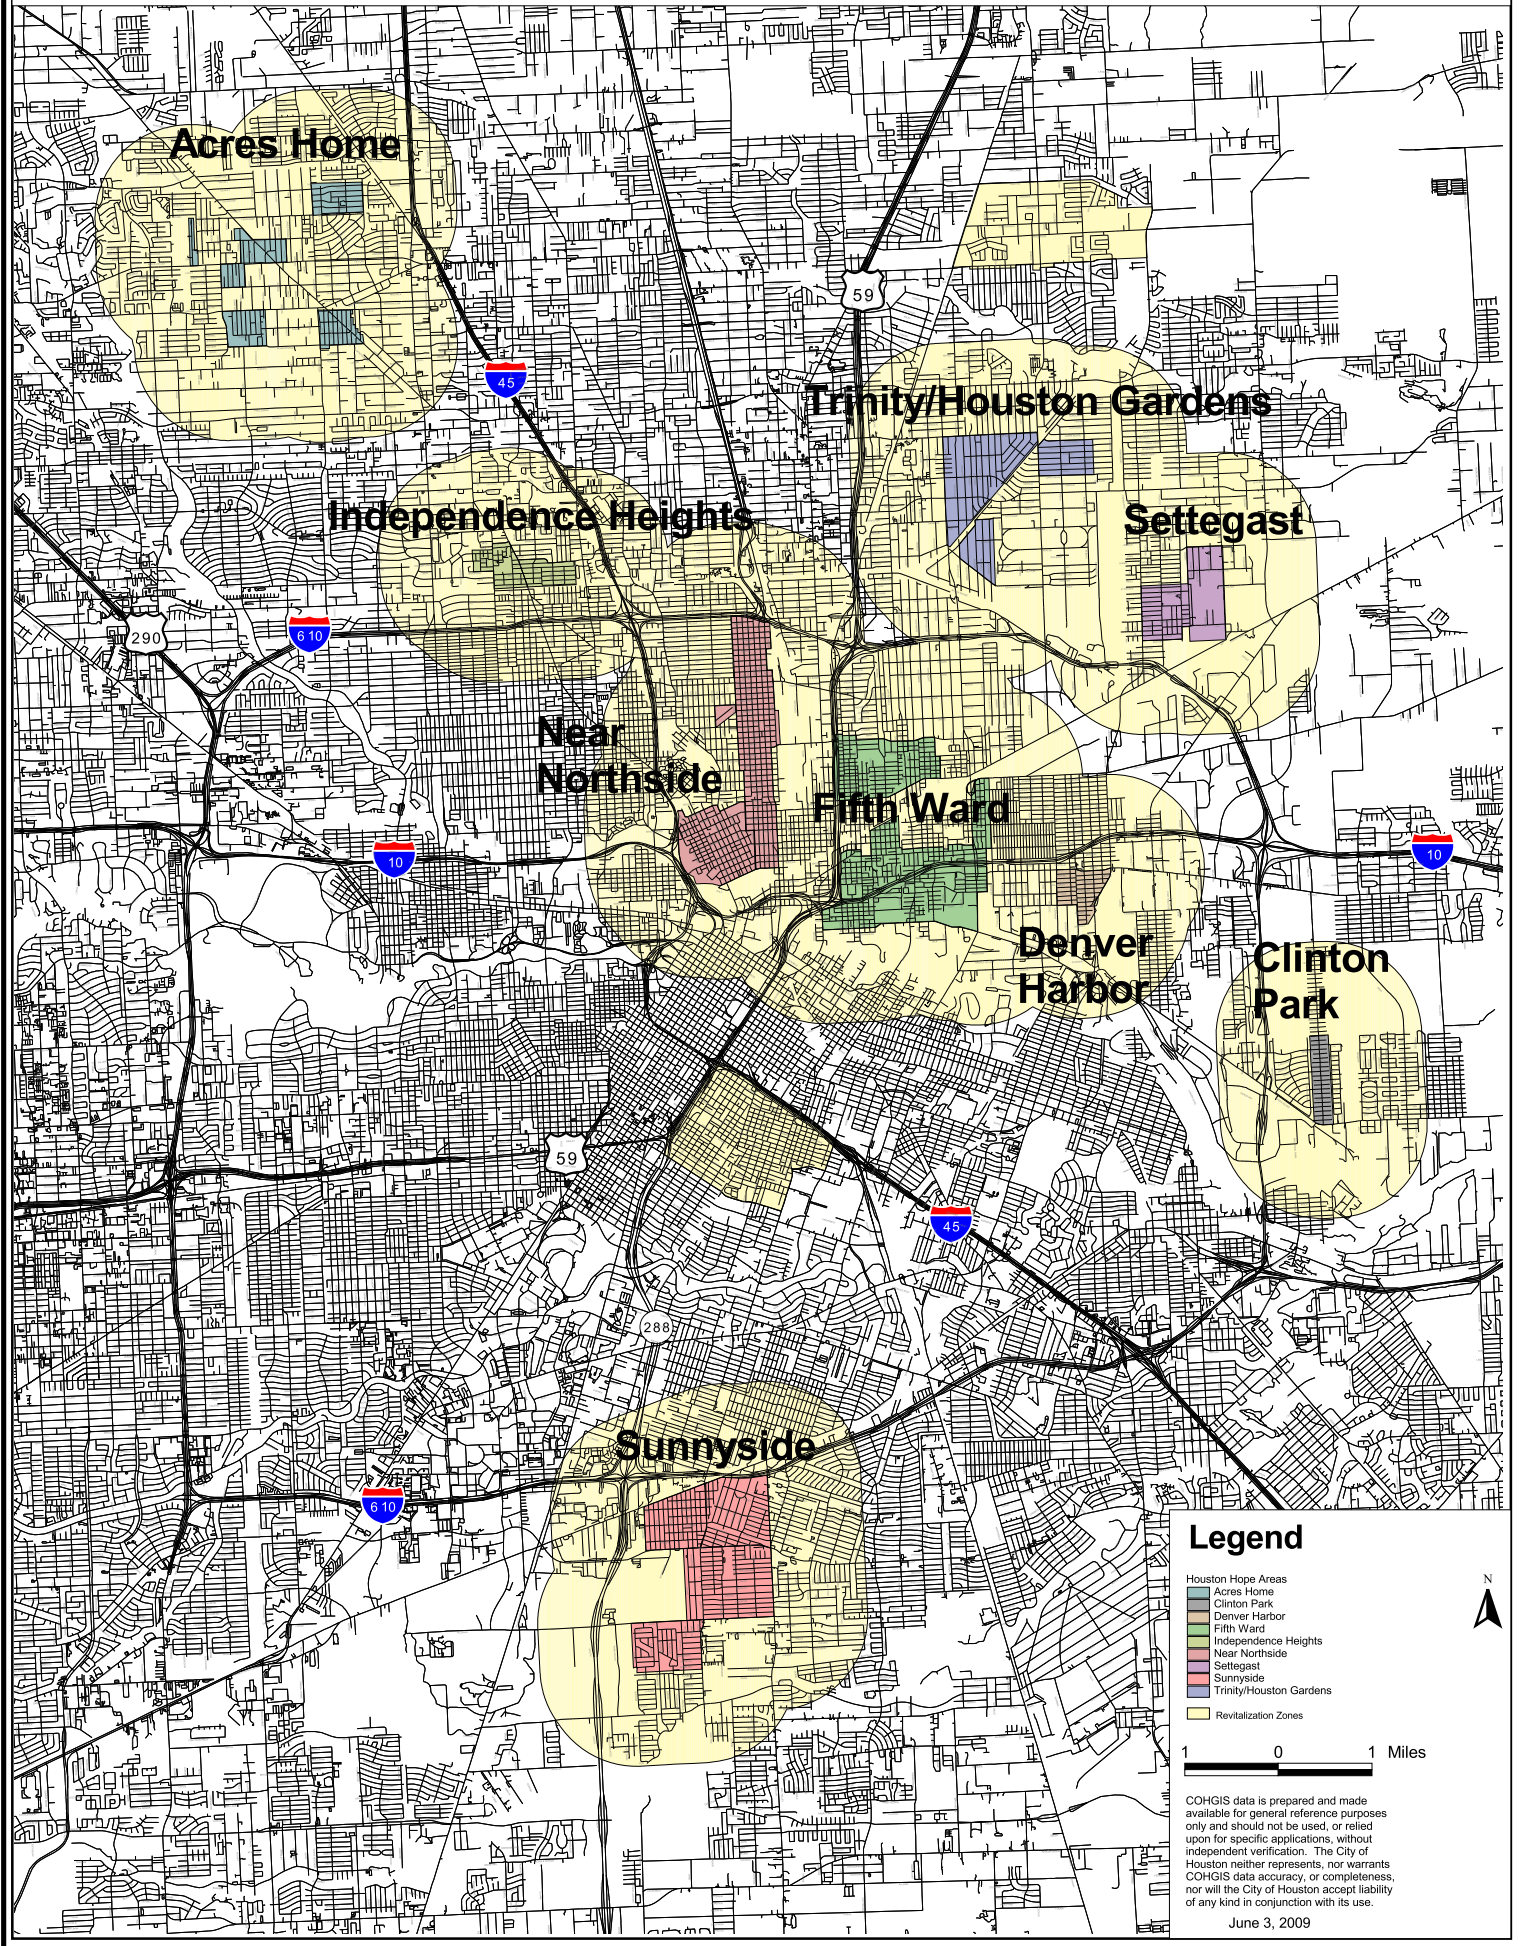 Acres Home
59
45
Trinity/Houston Gardens
Independence Heights
Settegast
290
6 10
Near
Northside
Fifth Ward
10
10
Denver
Harbor
Clinton
Park
59
45
288
Sunnyside
6 10
Legend
Houston Hope Areas
Acres Home
Clinton Park
Denver Harbor
Fifth Ward
Independence Heights
Near Northside
Settegast
Sunnyside
Trinity/Houston Gardens
Revitalization Zones
N
1 0 1 Miles
COHGIS data is prepared and made
available for general reference purposes
only and should not be used, or relied
upon for specific applications, without
independent verification. The City of
Houston neither represents, nor warrants
COHGIS data accuracy, or completeness,
nor will the City of Houston accept liability
of any kind in conjunction with its use.
June 3, 2009